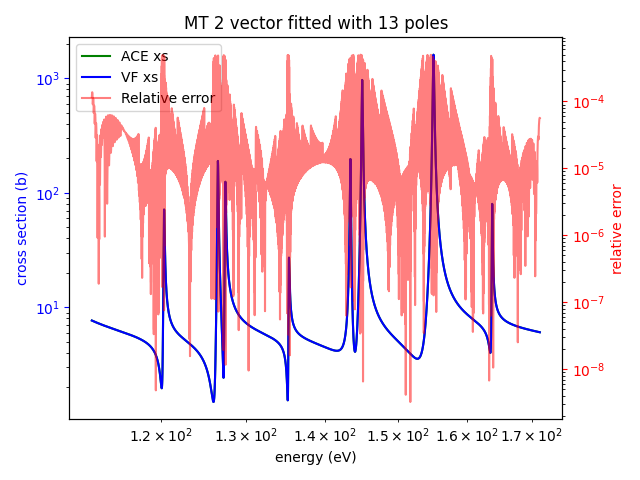 MT 2 vector fitted with 13 poles
ACE xs
VF xs
Relative error
cross section (b)
10³
10²
10¹
10⁻⁴
10⁻⁵
10⁻⁶
10⁻⁷
10⁻⁸
relative error
1.2 × 10² 1.3 × 10² 1.4 × 10² 1.5 × 10² 1.6 × 10² 1.7 × 10²
energy (eV)